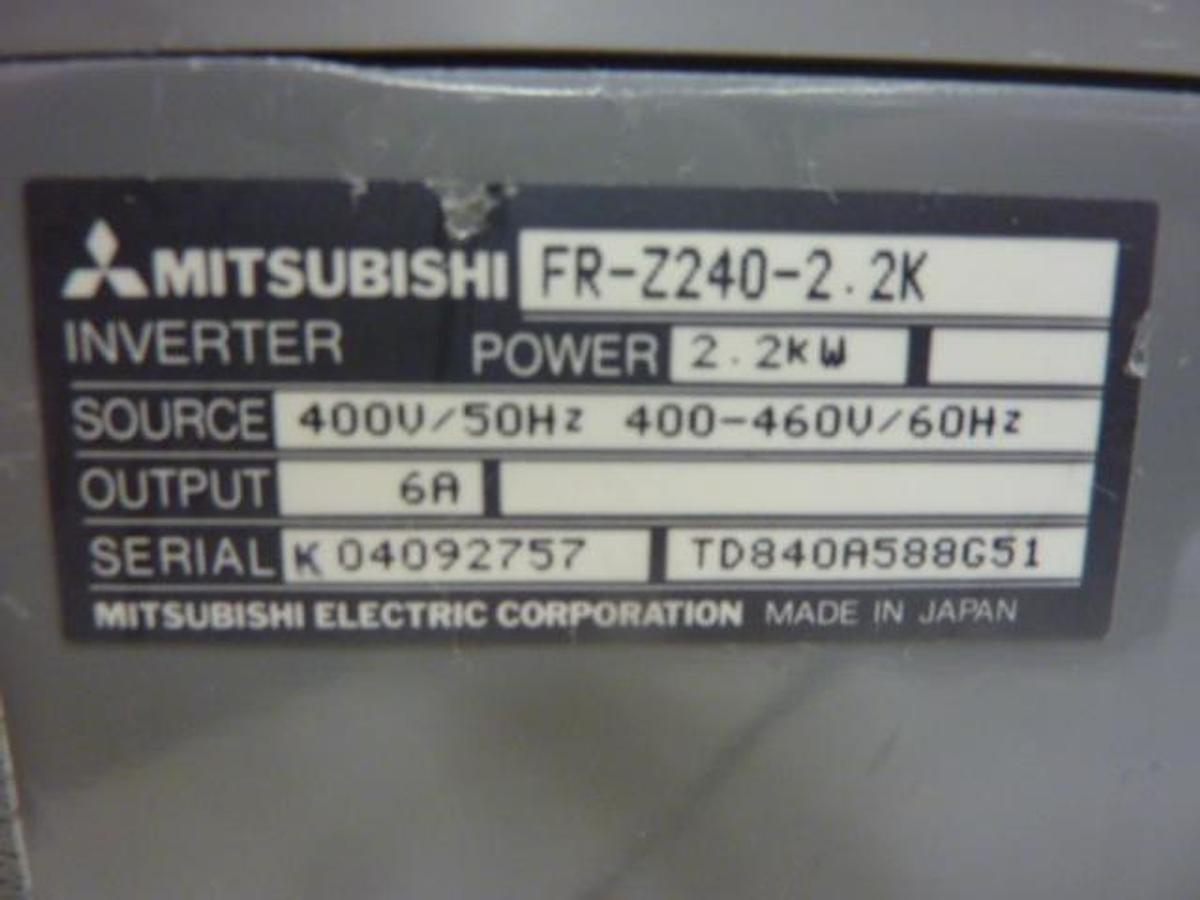 MITSUBISHI FR-Z240-2.2K
INVERTER POWER 2.2KW
SOURCE 400V/50Hz 400-460V/60Hz
OUTPUT 6A
SERIAL K04092757 TD840A588G51
MITSUBISHI ELECTRIC CORPORATION MADE IN JAPAN